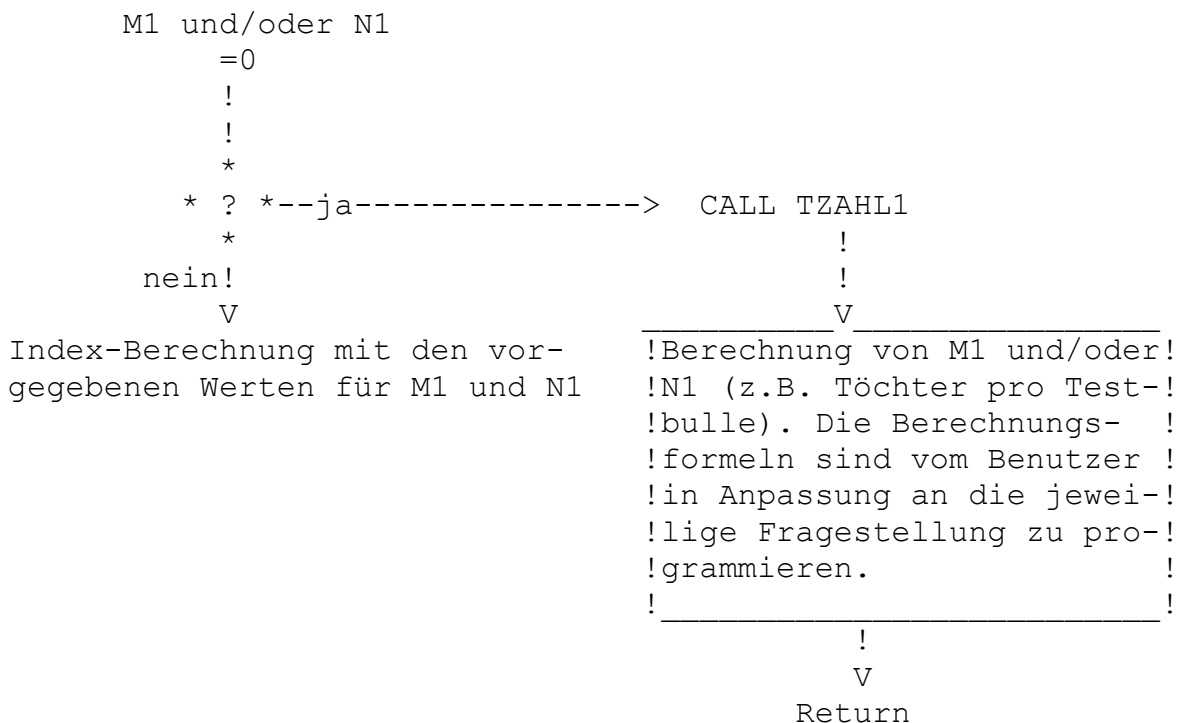 M1 und/oder N1
=0
!
!
*
* ? *--ja---------------> CALL TZAHL1
* !
nein! !
V __________V________________
Index-Berechnung mit den vor- !Berechnung von M1 und/oder!
gegebenen Werten für M1 und N1 !N1 (z.B. Töchter pro Test-!
!bulle). Die Berechnungs- !
!formeln sind vom Benutzer !
!in Anpassung an die jewei-!
!lige Fragestellung zu pro-!
!grammieren. !
!__________________________!
!
V
Return